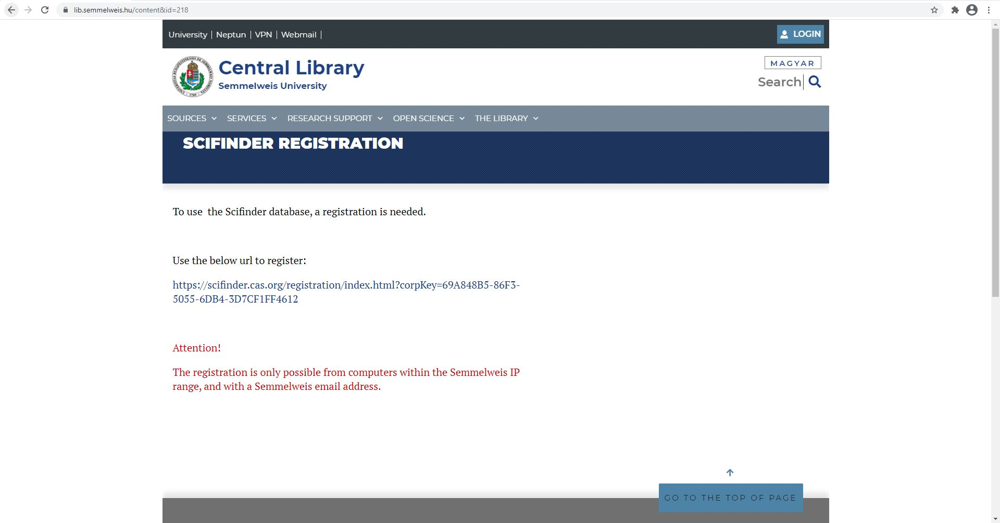 lib.semmelweis.hu/content&id=218
University | Neptun | VPN | Webmail |
LOGIN
Central Library
Semmelweis University
MAGYAR
Search
SOURCES SERVICES RESEARCH SUPPORT OPEN SCIENCE THE LIBRARY
SCIFINDER REGISTRATION
To use  the Scifinder database, a registration is needed.
Use the below url to register:
https://scifinder.cas.org/registration/index.html?corpKey=69A848B5-86F3-
5055-6DB4-3D7CF1FF4612
Attention!
The registration is only possible from computers within the Semmelweis IP
range, and with a Semmelweis email address.
GO TO THE TOP OF PAGE